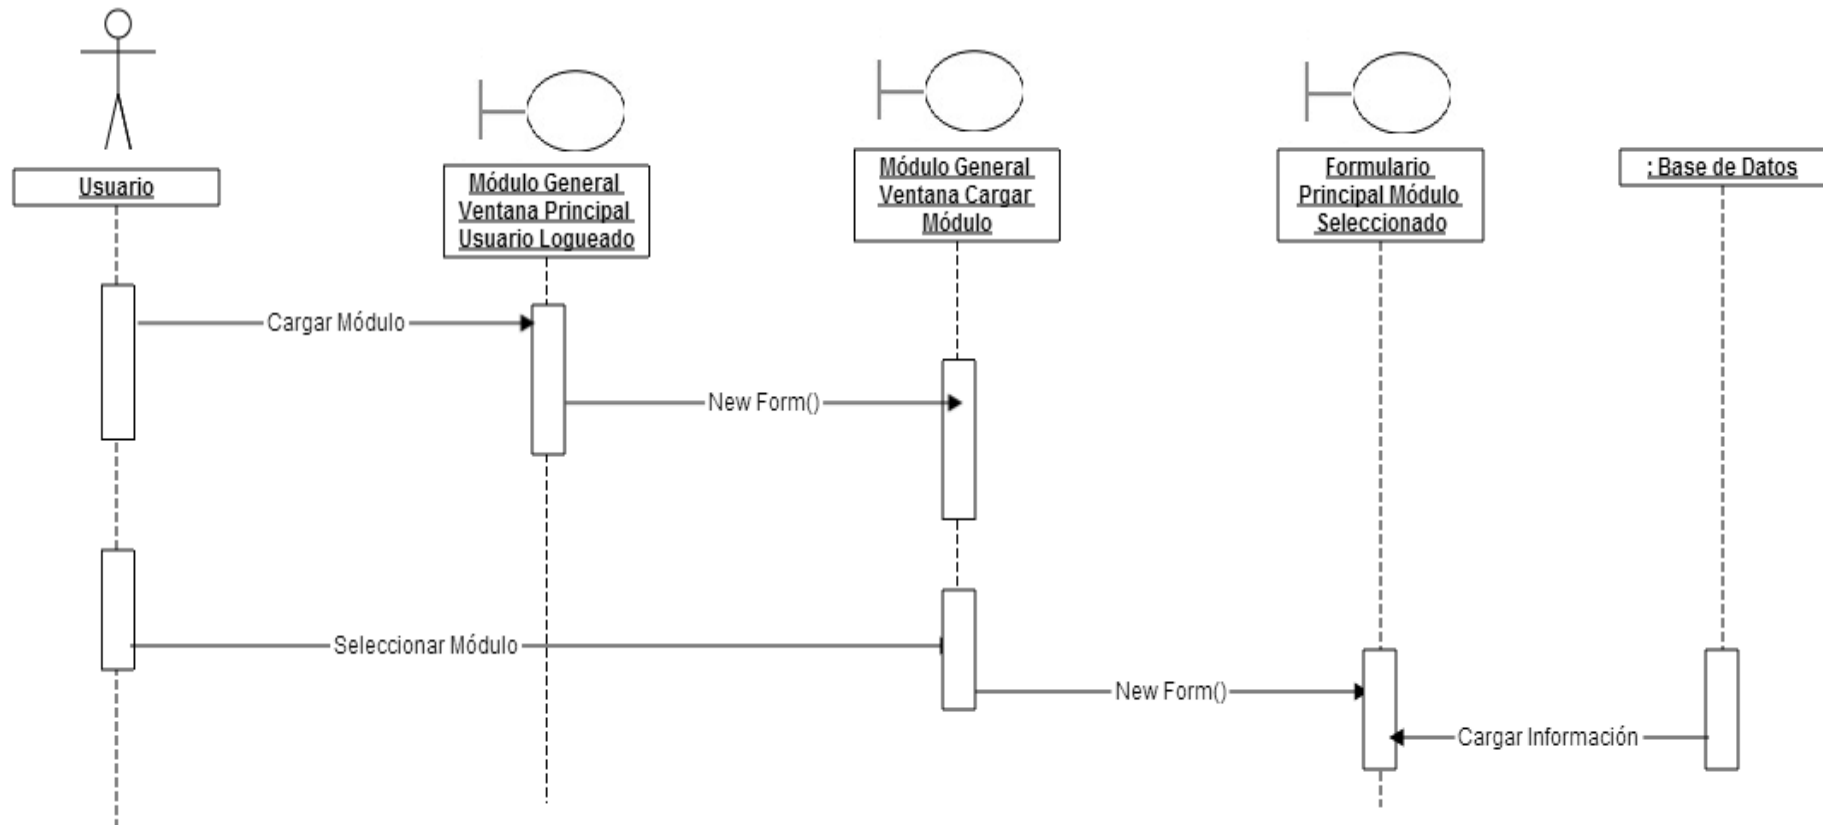 Usuario
Módulo General
Ventana Principal
Usuario Logueado
Módulo General
Ventana Cargar
Módulo
Formulario
Principal Módulo
Seleccionado
: Base de Datos
Cargar Módulo
New Form()
Seleccionar Módulo
New Form()
Cargar Información